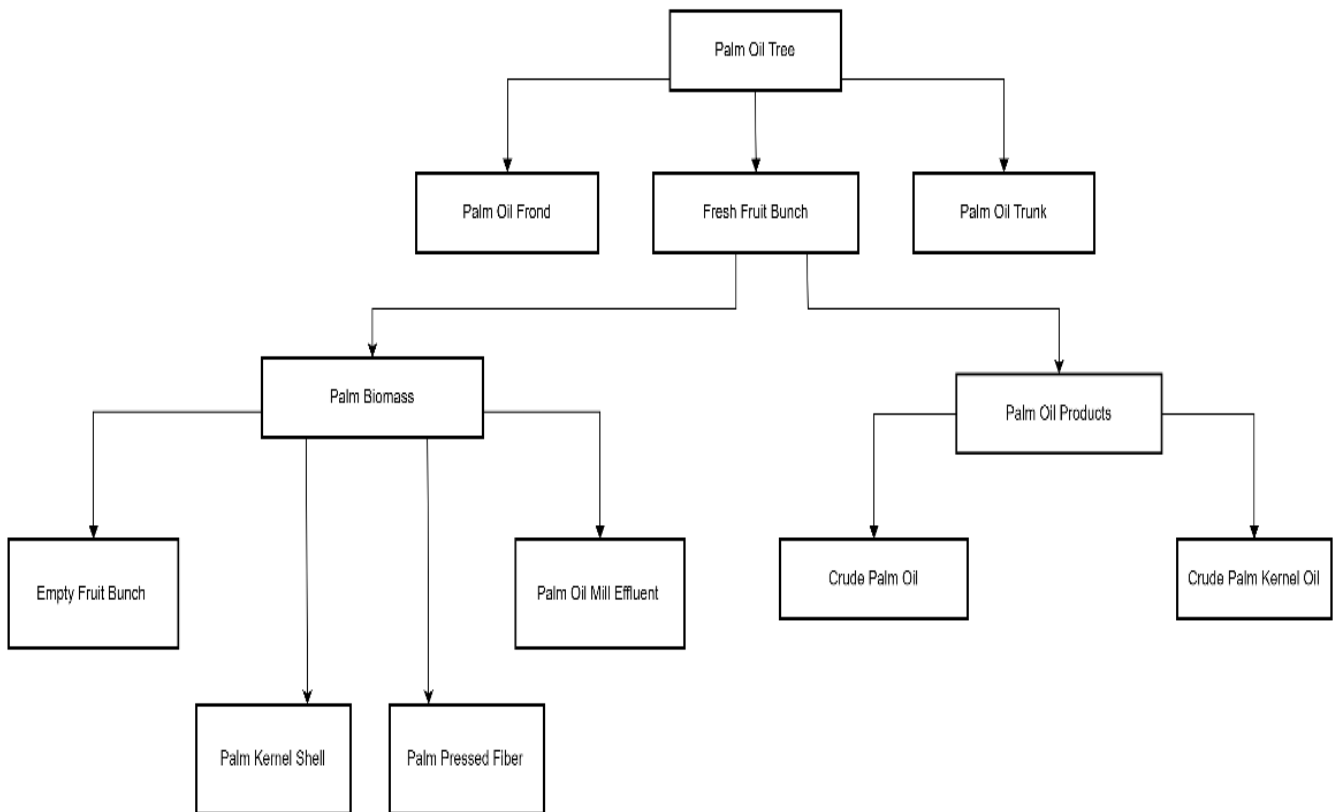 Palm Oil Tree
Palm Oil Frond
Fresh Fruit Bunch
Palm Oil Trunk
Palm Biomass
Palm Oil Products
Empty Fruit Bunch
Palm Oil Mill Effluent
Crude Palm Oil
Crude Palm Kernel Oil
Palm Kernel Shell
Palm Pressed Fiber